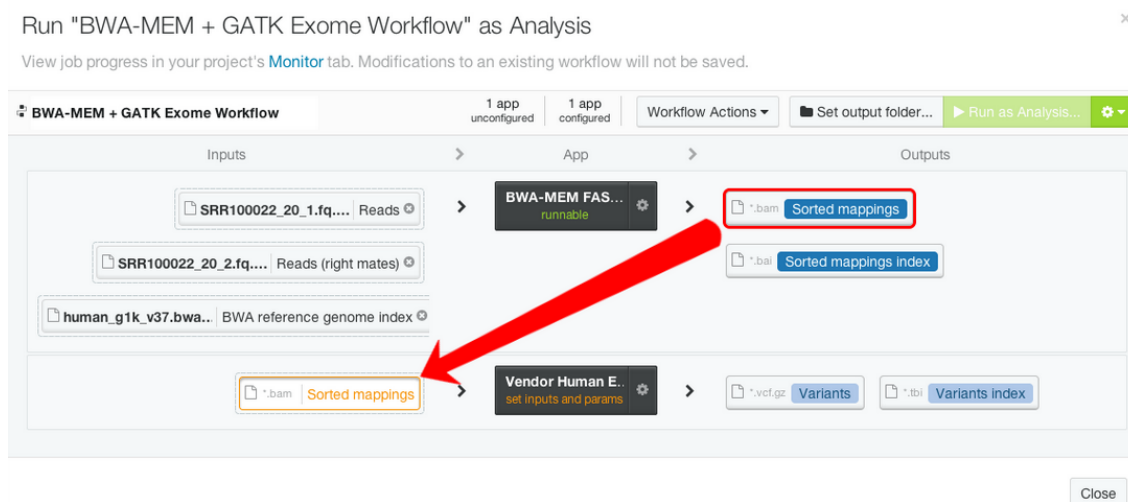 Run "BWA-MEM + GATK Exome Workflow" as Analysis
×
View job progress in your project's Monitor tab. Modifications to an existing workflow will not be saved.
BWA-MEM + GATK Exome Workflow
1 app
unconfigured
1 app
configured
Workflow Actions
Set output folder...
Run as Analysis...
Inputs > App > Outputs
SRR100022_20_1.fq.... Reads
BWA-MEM FAS...
runnable
*.bam Sorted mappings
SRR100022_20_2.fq.... Reads (right mates)
*.bai Sorted mappings index
human_g1k_v37.bwa... BWA reference genome index
*.bam Sorted mappings
Vendor Human E..
set inputs and params
*.vcf.gz Variants
*.tbi Variants index
Close